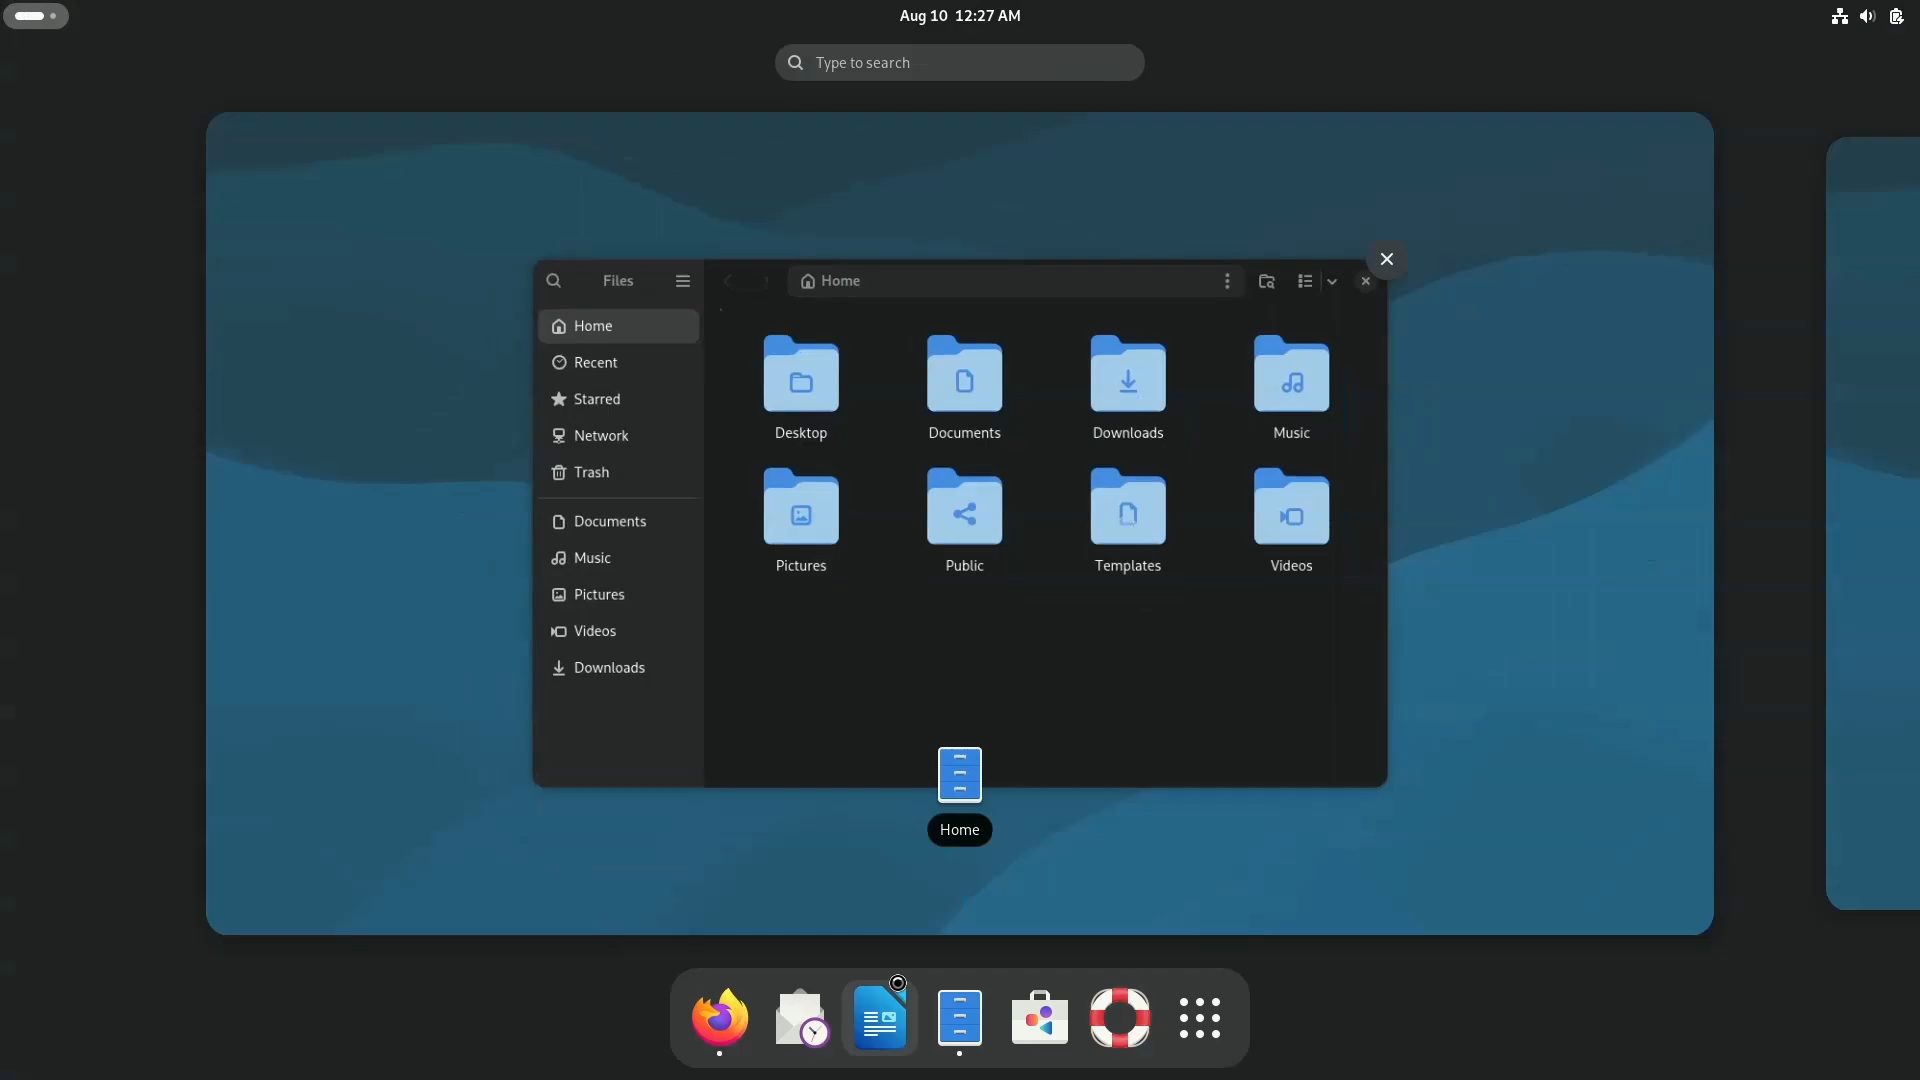 Aug 10 12:27 AM
Type to search
Files
Home
Home
Recent
Starred
Network
Trash
Documents
Music
Pictures
Videos
Downloads
Desktop
Documents
Downloads
Music
Pictures
Public
Templates
Videos
Home